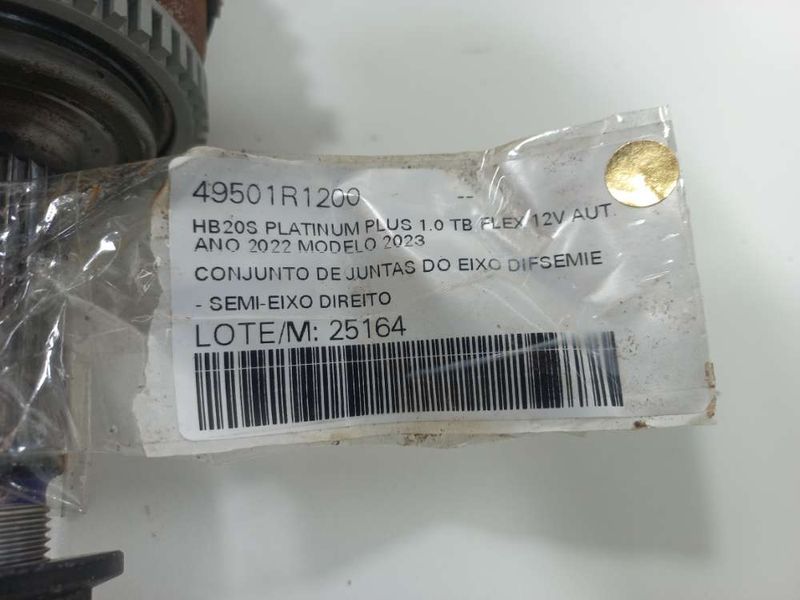 49501R1200 --
HB20S PLATINUM PLUS 1.0 TB FLEX 12V AUT
ANO 2022 MODELO 2023
CONJUNTO DE JUNTAS DO EIXO DIFSEMIE
- SEMI-EIXO DIREITO
LOTE/M: 25164